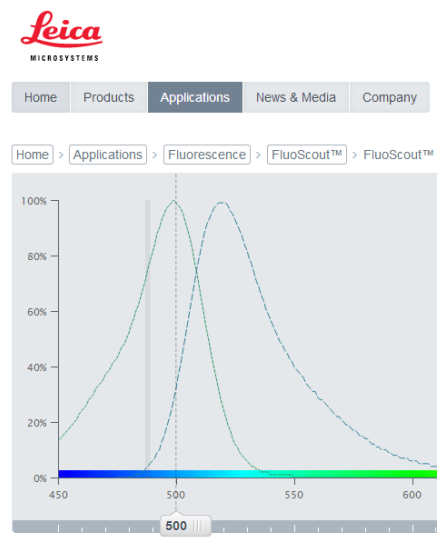 Leica
MICROSYSTEMS
Home Products Applications News & Media Company
Home > Applications > Fluorescence > FluoScout™ > FluoScout™
100%
80%
60%
40%
20%
0%
450 500 550 600
500